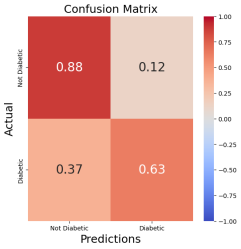 Confusion Matrix
Actual
Not Diabetic
0.88 0.12
Diabetic
0.37 0.63
Not Diabetic Diabetic
Predictions
1.00
0.75
0.50
0.25
0.00
−0.25
−0.50
−0.75
−1.00